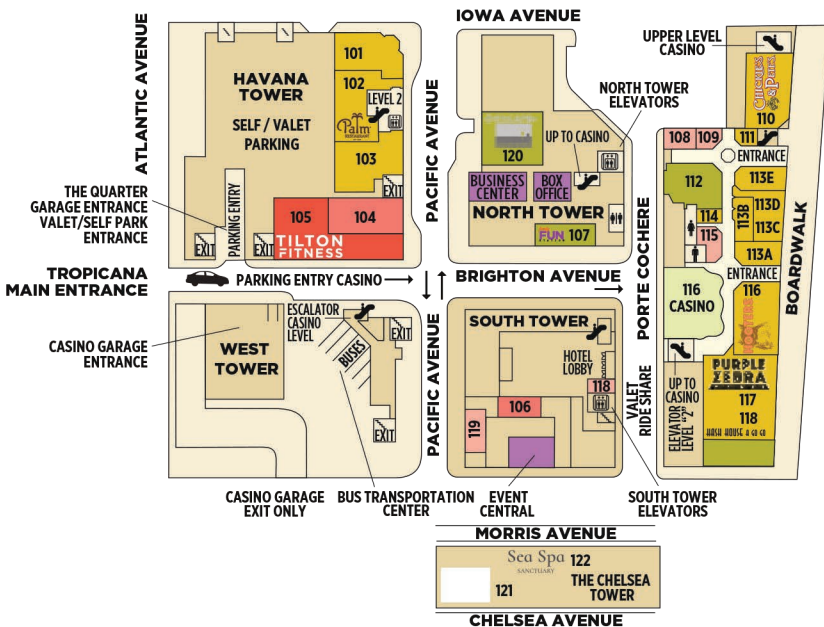 IOWA AVENUE
ATLANTIC AVENUE
HAVANA
TOWER
SELF / VALET
PARKING
101
102
LEVEL 2
Palm
RESTAURANT
103
EXIT
PARKING ENTRY
EXIT
EXIT
105
104
TILTON
FITNESS
THE QUARTER
GARAGE ENTRANCE
VALET/SELF PARK
ENTRANCE
PACIFIC AVENUE
120
UP TO CASINO
NORTH TOWER
ELEVATORS
BUSINESS
CENTER
BOX
OFFICE
NORTH TOWER
FUN
107
UPPER LEVEL
CASINO
CHICKIE'S
& PETE'S
110
108
109
111
ENTRANCE
112
113E
114
113B
113D
113C
115
113A
ENTRANCE
116
CASINO
116
HOOTERS
PURPLE
ZEBRA
117
118
HASH HOUSE A GO GO
UP TO
CASINO
ELEVATOR
LEVEL "2"
BOARDWALK
PORTE COCHERE
TROPICANA
MAIN ENTRANCE
PARKING ENTRY CASINO
BRIGHTON AVENUE
CASINO GARAGE
ENTRANCE
WEST
TOWER
ESCALATOR
CASINO
LEVEL
BUSES
EXIT
EXIT
PACIFIC AVENUE
SOUTH TOWER
HOTEL
LOBBY
118
106
119
VALET
RIDE SHARE
CASINO GARAGE
EXIT ONLY
BUS TRANSPORTATION
CENTER
EVENT
CENTRAL
SOUTH TOWER
ELEVATORS
MORRIS AVENUE
Sea Spa
SANCTUARY
122
121
THE CHELSEA
TOWER
CHELSEA AVENUE